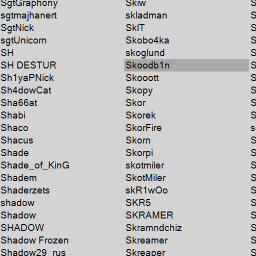 SgtGraphony Skiw S
sgtmajhanert skladman S
SgtNick SkIT S
sgtUnicorn Skobo4ka S
SH skoglund S
SH DESTUR Skoodb1n S
Sh1yaPNick Skooott S
Sh4dowCat Skopy S
Sha66at Skor S
Shabi Skorek S
Shaco SkorFire s
Shacus Skorn S
Shade Skorpi S
Shade_of_KinG skotmiler S
Shadem SkotMiler S
Shaderzets skR1wOo S
shadow SKR5 S
Shadow SKRAMER S
SHADOW Skramndchiz S
Shadow Frozen Skreamer S
Shadow29_rus Skreaper S